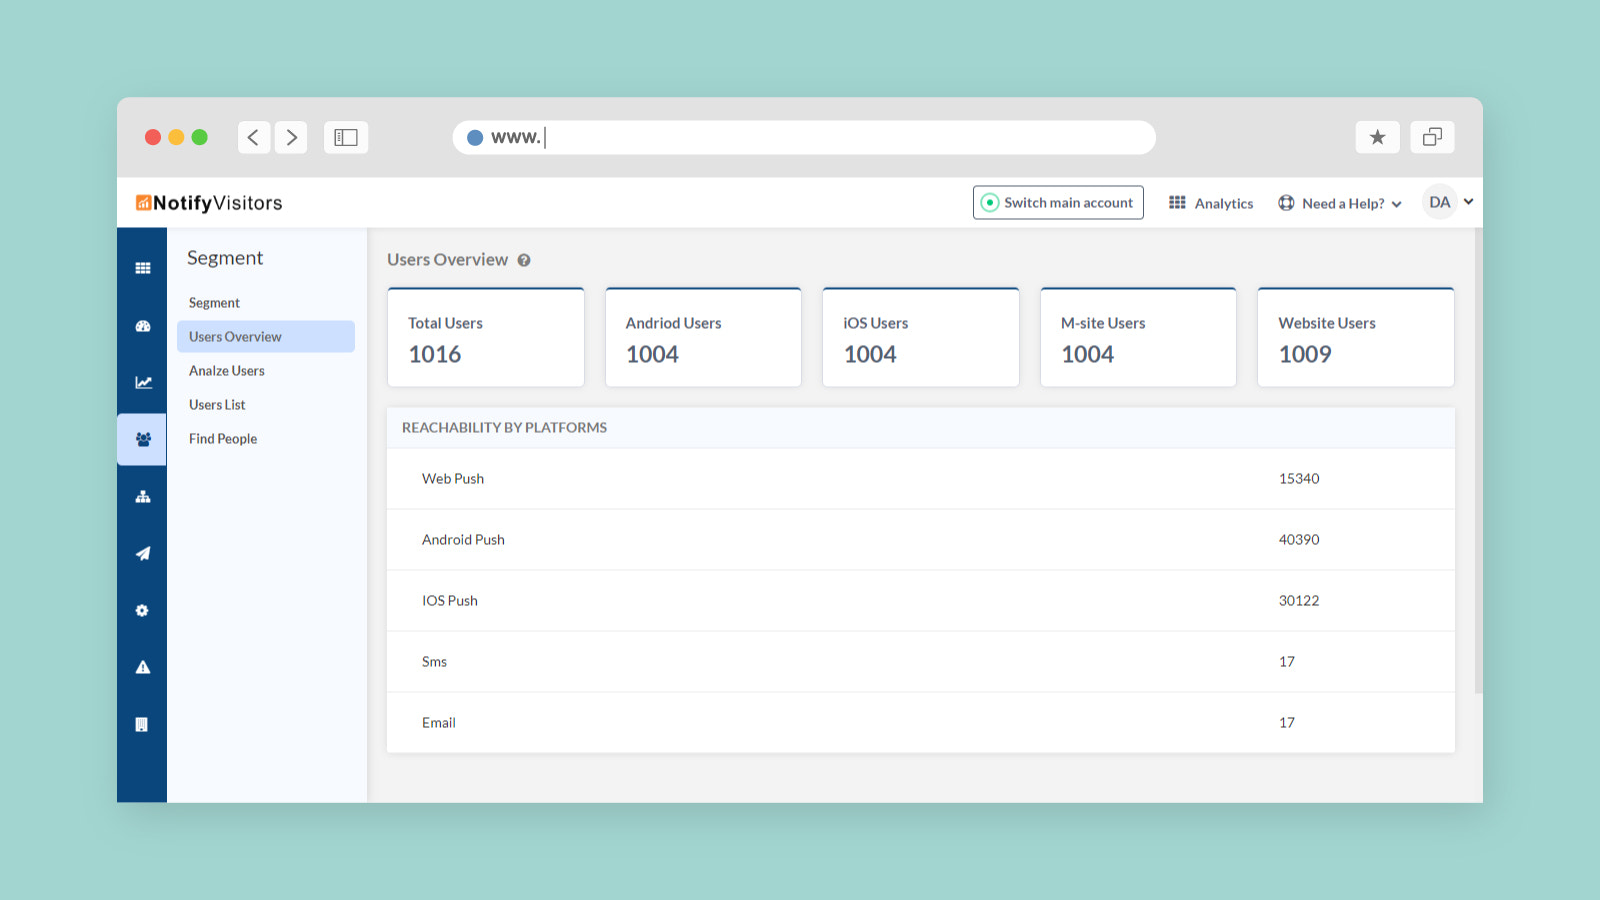 www.
NotifyVisitors
Switch main account
Analytics
Need a Help?
DA
Segment
Segment
Users Overview
Analze Users
Users List
Find People
Users Overview
Total Users
1016
Andriod Users
1004
iOS Users
1004
M-site Users
1004
Website Users
1009
REACHABILITY BY PLATFORMS
Web Push 15340
Android Push 40390
IOS Push 30122
Sms 17
Email 17